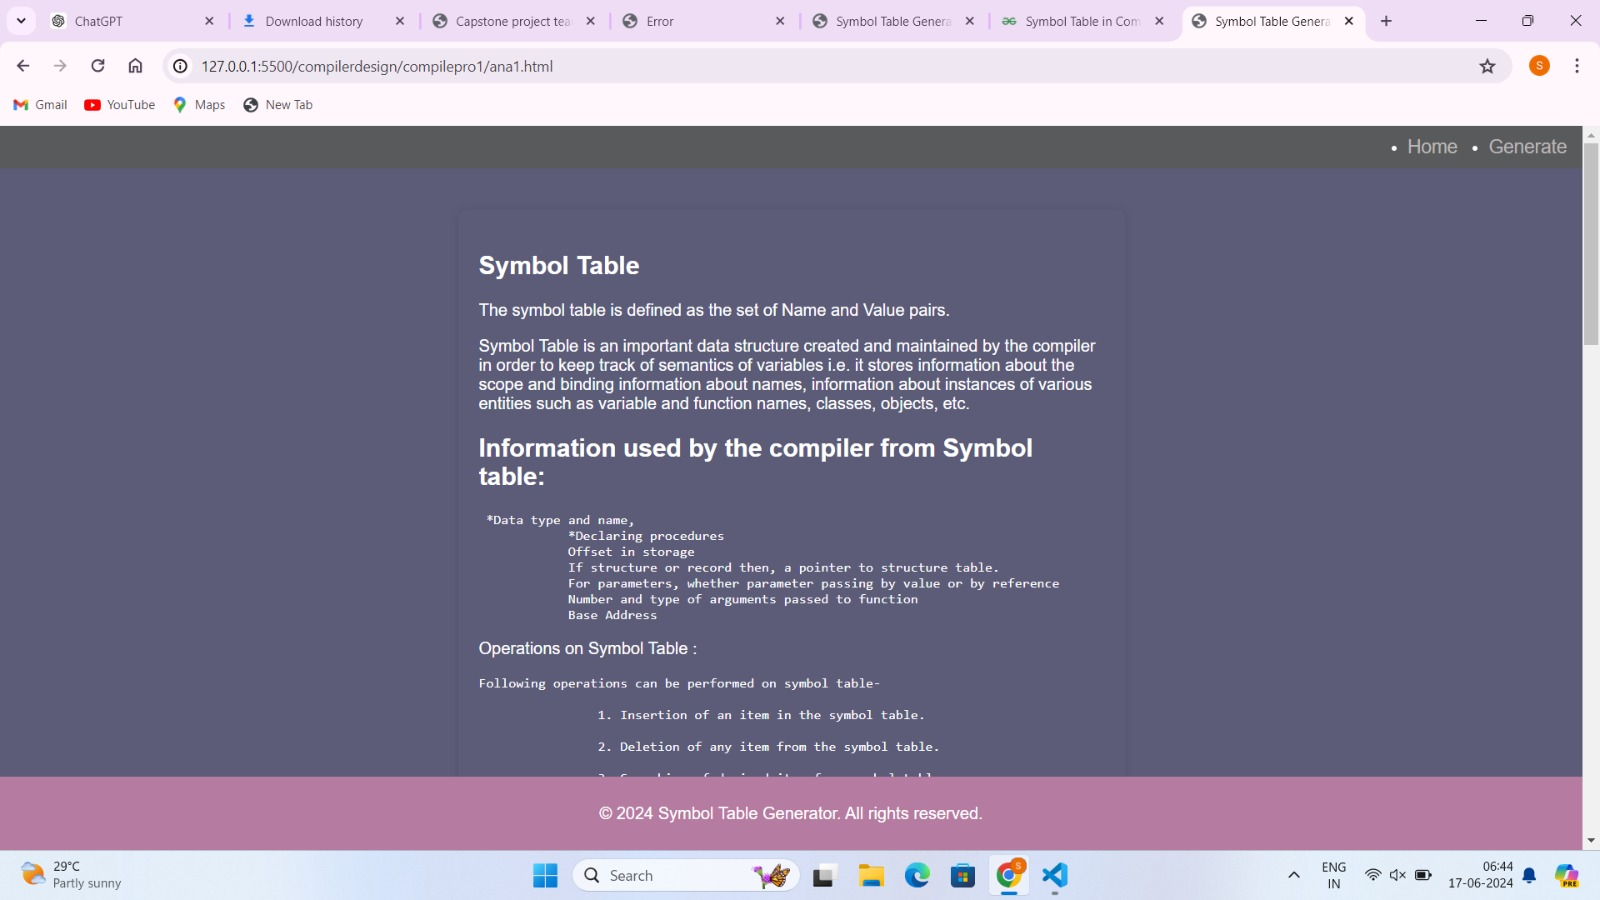 ChatGPT
Download history
Capstone project tea
Error
Symbol Table Genera
Symbol Table in Com
Symbol Table Genera
127.0.0.1:5500/compilerdesign/compilepro1/ana1.html
S
Gmail
YouTube
Maps
New Tab
• Home • Generate
Symbol Table
The symbol table is defined as the set of Name and Value pairs.
Symbol Table is an important data structure created and maintained by the compiler
in order to keep track of semantics of variables i.e. it stores information about the
scope and binding information about names, information about instances of various
entities such as variable and function names, classes, objects, etc.
Information used by the compiler from Symbol
table:
*Data type and name,
*Declaring procedures
Offset in storage
If structure or record then, a pointer to structure table.
For parameters, whether parameter passing by value or by reference
Number and type of arguments passed to function
Base Address
Operations on Symbol Table :
Following operations can be performed on symbol table-
1. Insertion of an item in the symbol table.
2. Deletion of any item from the symbol table.
© 2024 Symbol Table Generator. All rights reserved.
29°C
Partly sunny
Search
S
ENG
IN
06:44
17-06-2024
PRE